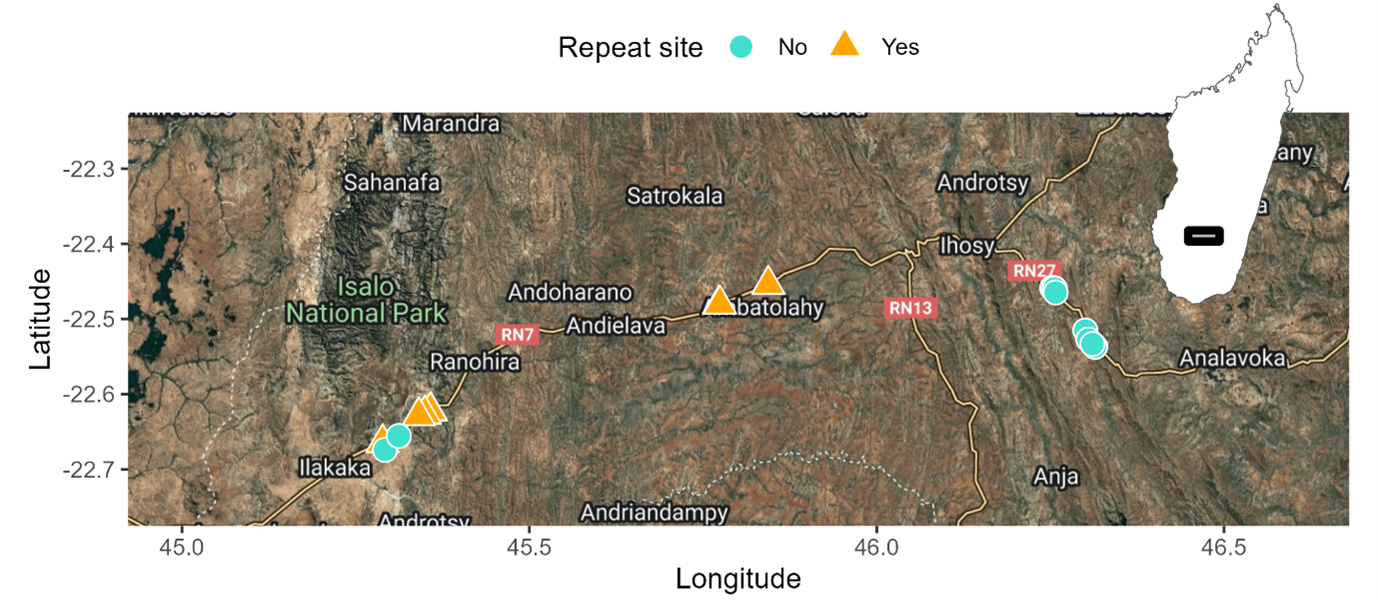 Repeat site No Yes
Marandra
-22.3
Sahanafa
Satrokala
Androtsy
-22.4
Ihosy
Isalo
National Park
RN27
Andoharano
RN13
-22.5
RN7
Andielava
Ranohira
Analavoka
-22.6
Ilakaka
-22.7
Anja
Andriandampy
Androtsy
45.0 45.5 46.0 46.5
Longitude
Latitude